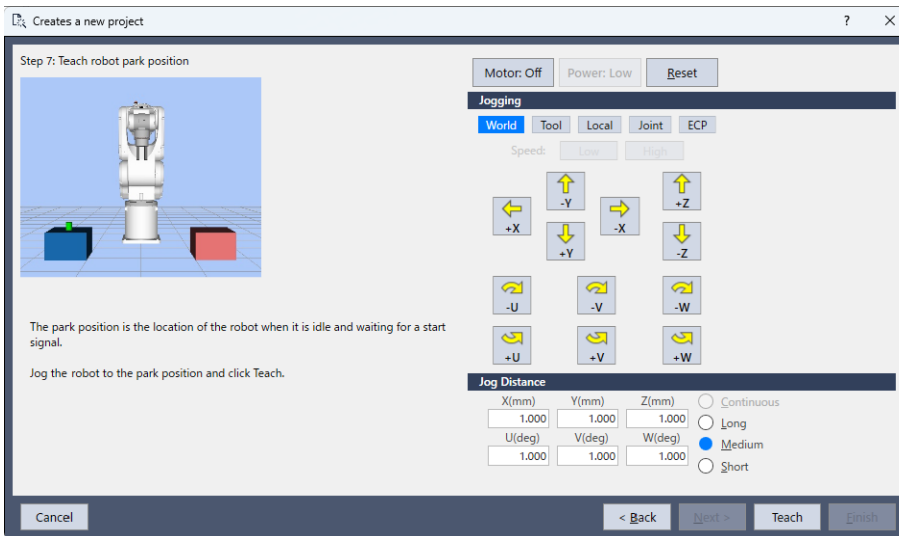 Creates a new project
?
Step 7: Teach robot park position
The park position is the location of the robot when it is idle and waiting for a start
signal.
Jog the robot to the park position and click Teach.
Motor: Off Power: Low Reset
Jogging
World Tool Local Joint ECP
Speed: Low High
-Y +Z
+X -X
+Y -Z
-U -V -W
+U +V +W
Jog Distance
X(mm) Y(mm) Z(mm) Continuous
1.000 1.000 1.000 Long
U(deg) V(deg) W(deg) Medium
1.000 1.000 1.000 Short
Cancel < Back Next > Teach Finish